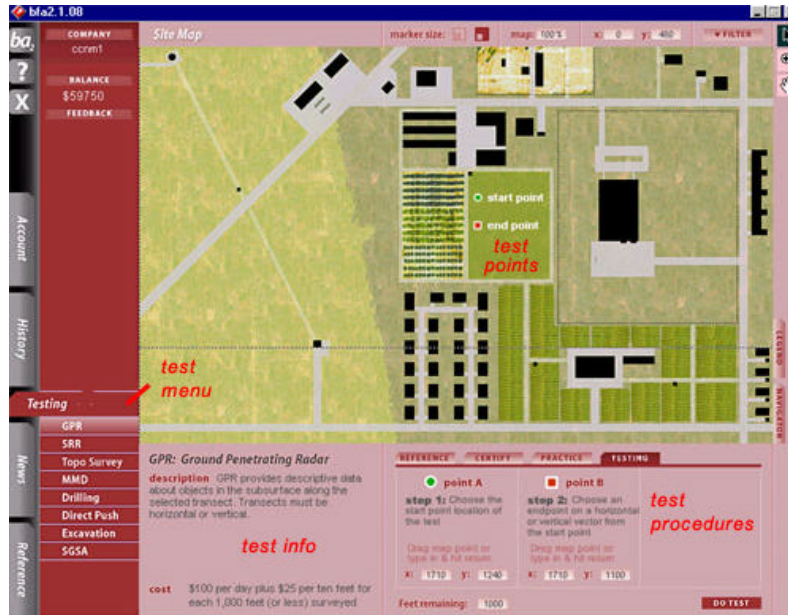 bfa2.1.08
ba2
?
X
COMPANY
ccnm1
BALANCE
$59750
FEEDBACK
Site Map
marker size:
map: 100%
x: 0 y: 480
▼FILTER
start point
end point
test
points
Account
History
test
menu
Testing
GPR
SRR
Topo Survey
MMD
Drilling
Direct Push
Excavation
SGSA
News
Reference
LEGEND
NAVIGATOR
GPR: Ground Penetrating Radar
description GPR provides descriptive data
about objects in the subsurface along the
selected transect. Transects must be
horizontal or vertical.
test info
cost $100 per day plus $25 per ten feet for
each 1,000 feet (or less) surveyed
REFERENCE CERTIFY PRACTICE TESTING
point A
step 1: Choose the
start point location of
the test
Drag map point or
type in & hit return
x: 1710 y: 1240
point B
step 2: Choose an
endpoint on a horizontal
or vertical vector from
the start point
Drag map point or
type in & hit return
x: 1710 y: 1100
test
procedures
Feet remaining: 1000
DO TEST